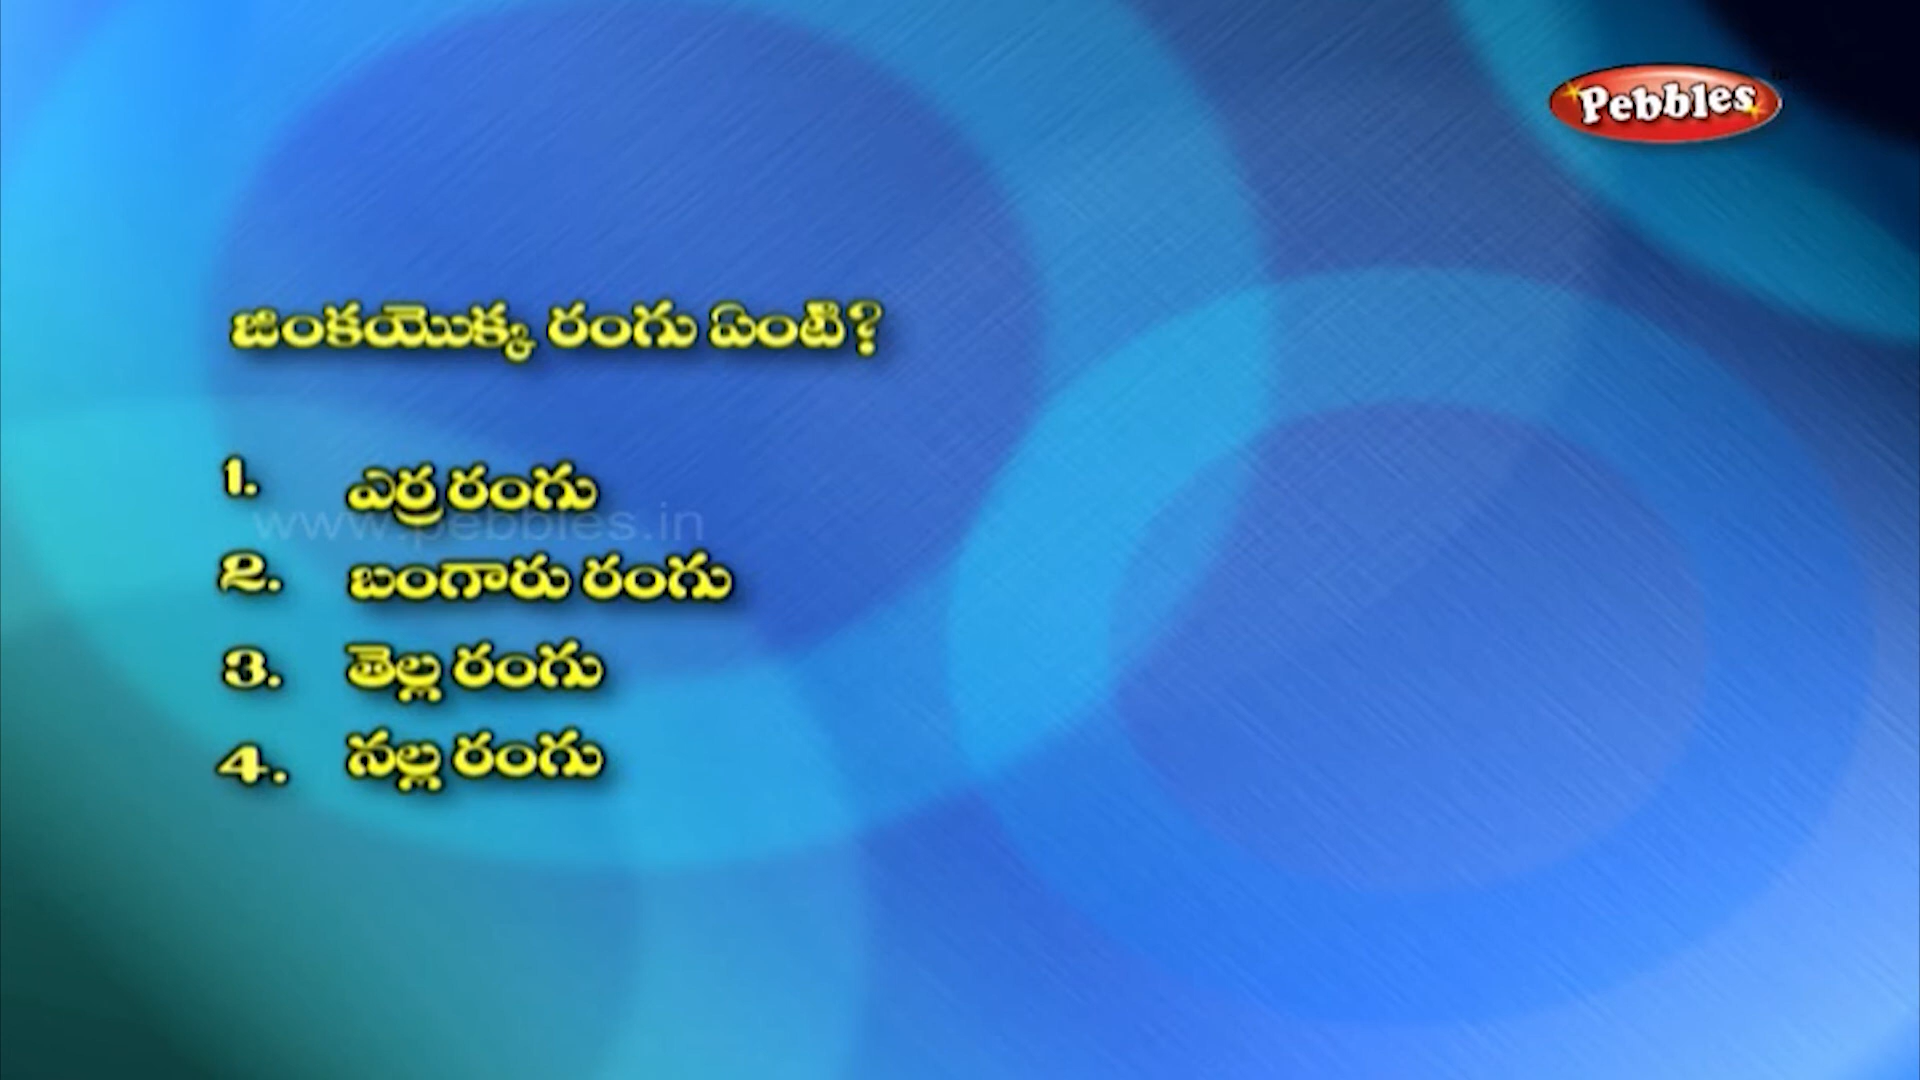 Pebbles
జింకయొక్క రంగు ఏంటి?
1. ఎర్ర రంగు
www.pebbles.in
2. బంగారు రంగు
3. తెల్ల రంగు
4. నల్ల రంగు